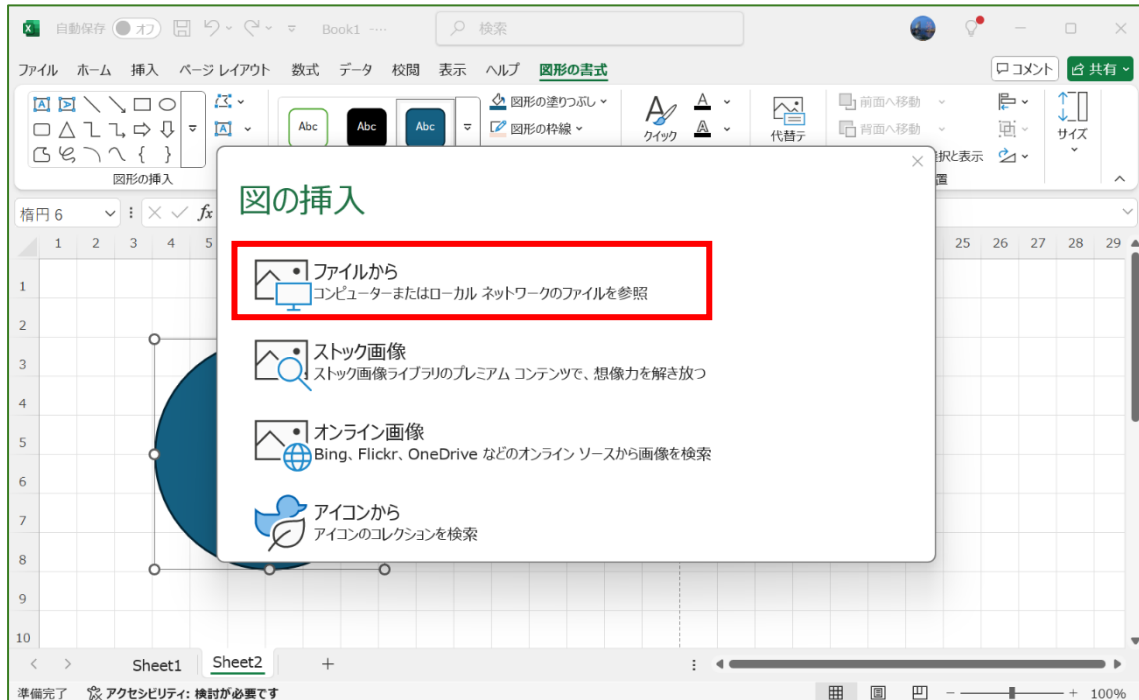 自動保存 オフ Book1 ···· 検索
ファイル ホーム 挿入 ページ レイアウト 数式 データ 校閲 表示 ヘルプ 図形の書式 コメント 共有
Abc Abc Abc 図形の塗りつぶし 図形の枠線 クイック 代替テ 前面へ移動 背面へ移動 択と表示 サイズ
図形の挿入 置
楕円 6 fx
1 2 3 4 5 25 26 27 28 29
図の挿入
ファイルから
コンピューターまたはローカル ネットワークのファイルを参照
ストック画像
ストック画像ライブラリのプレミアム コンテンツで、想像力を解き放つ
オンライン画像
Bing、Flickr、OneDrive などのオンライン ソースから画像を検索
アイコンから
アイコンのコレクションを検索
1
2
3
4
5
6
7
8
9
10
Sheet1 Sheet2 +
準備完了 アクセシビリティ: 検討が必要です 100%